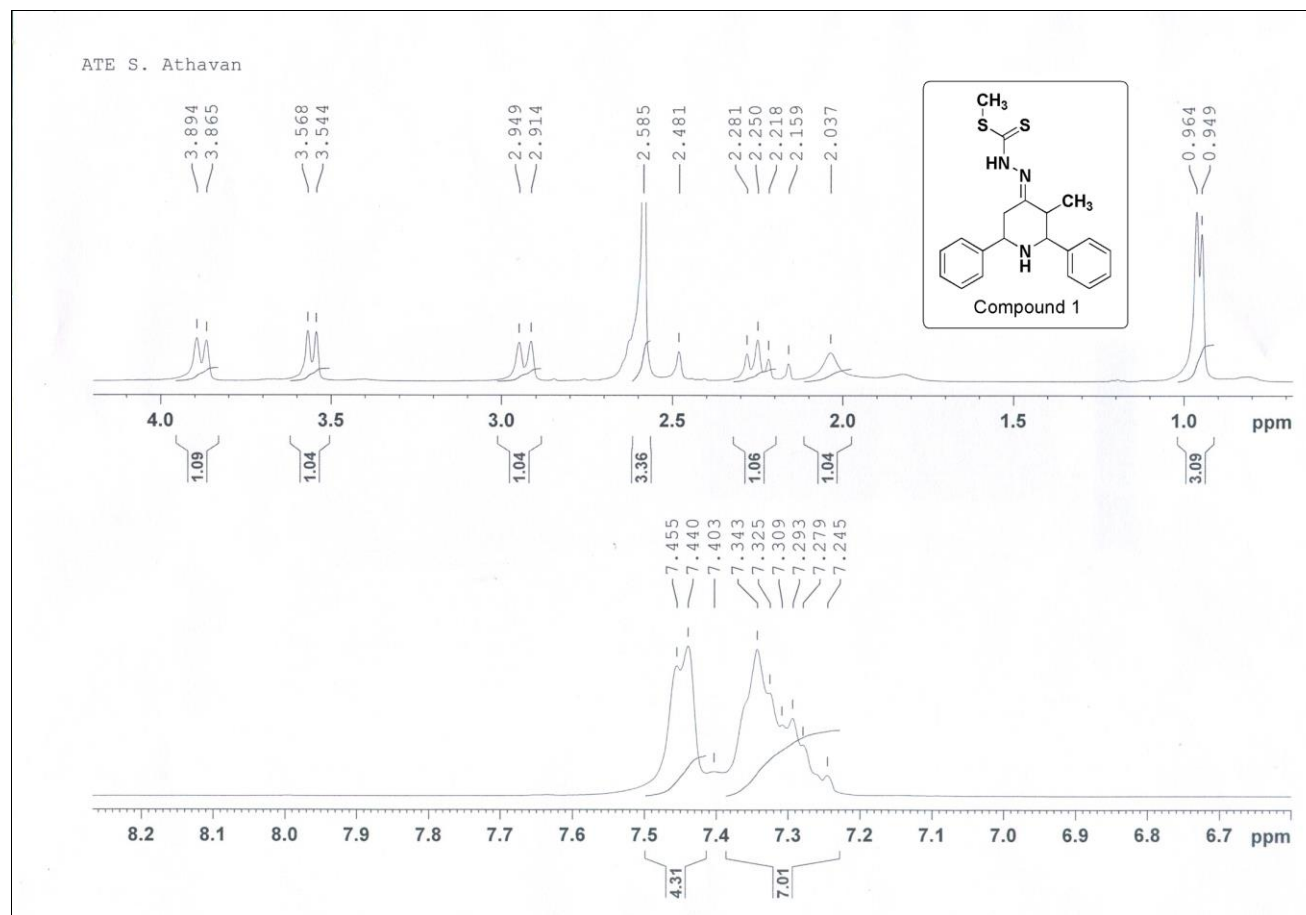 ATE S. Athavan
3.894
3.865
3.568
3.544
2.949
2.914
2.585
2.481
2.281
2.250
2.218
2.159
2.037
0.964
0.949
CH3
S
S
HN
N
CH3
N
H
Compound 1
4.0 3.5 3.0 2.5 2.0 1.5 1.0 ppm
1.09
1.04
1.04
3.36
1.06
1.04
3.09
7.455
7.440
7.403
7.343
7.325
7.309
7.293
7.279
7.245
8.2 8.1 8.0 7.9 7.8 7.7 7.6 7.5 7.4 7.3 7.2 7.1 7.0 6.9 6.8 6.7 ppm
4.31
7.01